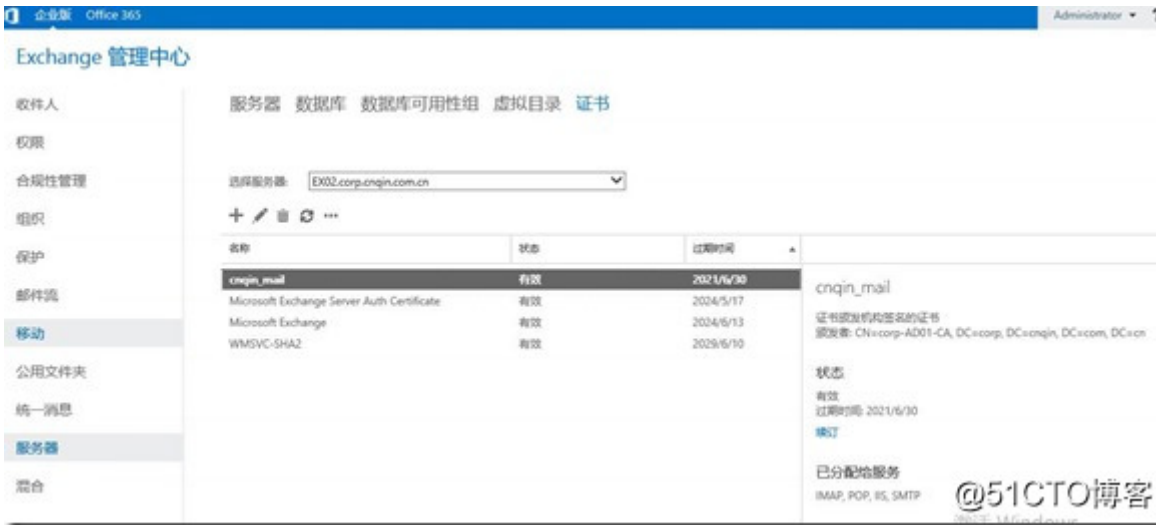 企业版 Office 365 Administrator
Exchange 管理中心
收件人
权限
合规性管理
组织
保护
邮件流
移动
公用文件夹
统一消息
服务器
混合
服务器 数据库 数据库可用性组 虚拟目录 证书
选择服务器: EX02.corp.cnqin.com.cn
名称 状态 过期时间
cnqin_mail 有效 2021/6/30
Microsoft Exchange Server Auth Certificate 有效 2024/5/17
Microsoft Exchange 有效 2024/6/13
WMSVC-SHA2 有效 2029/6/10
cnqin_mail
证书颁发机构签名的证书
颁发者: CN=corp-AD01-CA, DC=corp, DC=cnqin, DC=com, DC=cn
状态
有效
过期时间: 2021/6/30
续订
已分配给服务
IMAP, POP, IIS, SMTP
@51CTO博客
Windows